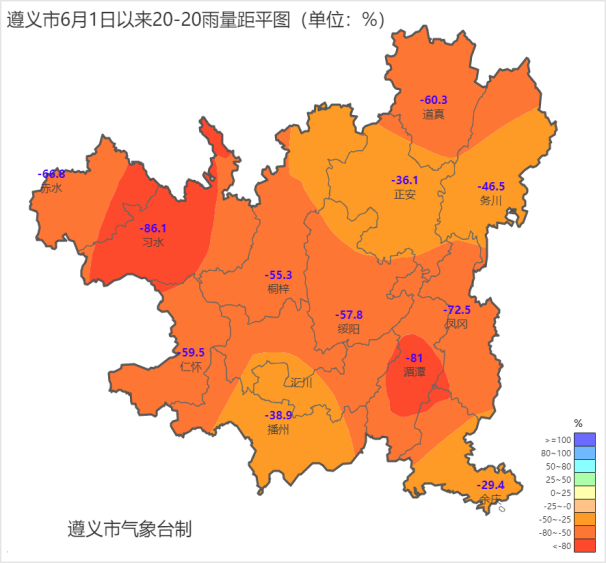 遵义市6月1日以来20-20雨量距平图（单位：%）
-60.3
道真
-66.8
赤水
-36.1
正安
-46.5
务川
-86.1
习水
-55.3
桐梓
-57.8
绥阳
-72.5
凤冈
-59.5
仁怀
-81
湄潭
汇川
-38.9
播州
-29.4
余庆
%
>=100
80~100
50~80
25~50
0~25
-25~-0
-50~-25
-80~-50
<-80
遵义市气象台制